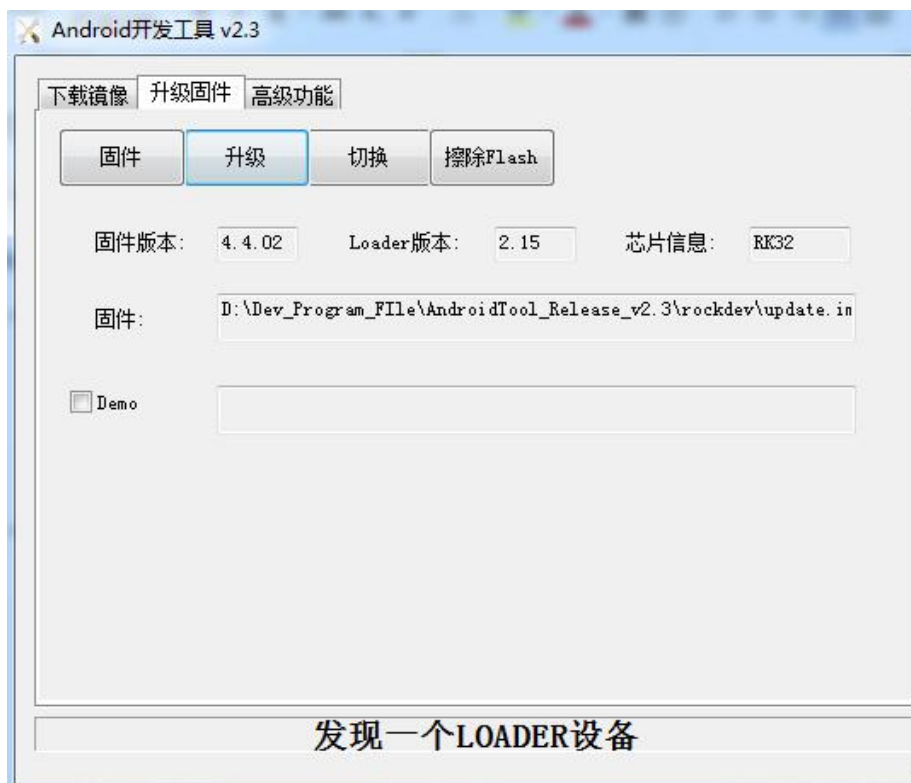 Android开发工具 v2.3
下载镜像 升级固件 高级功能
固件 升级 切换 擦除Flash
固件版本: 4.4.02 Loader版本: 2.15 芯片信息: RK32
固件: D:\Dev_Program_FIle\AndroidTool_Release_v2.3\rockdev\update.im
Demo
发现一个LOADER设备